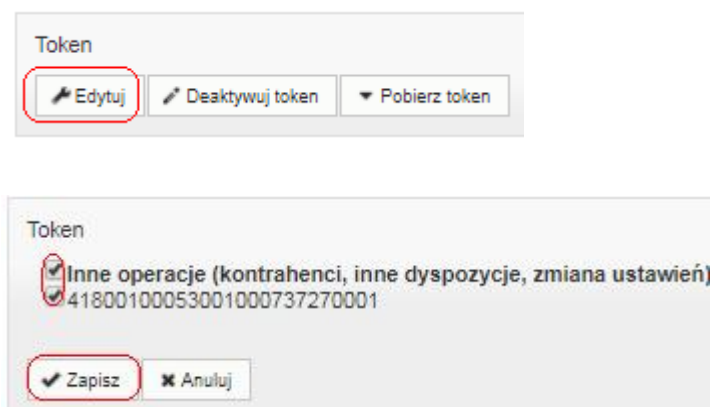 Token
Edytuj
Deaktywuj token
Pobierz token
Token
Inne operacje (kontrahenci, inne dyspozycje, zmiana ustawień)
41800100053001000737270001
Zapisz
Anuluj